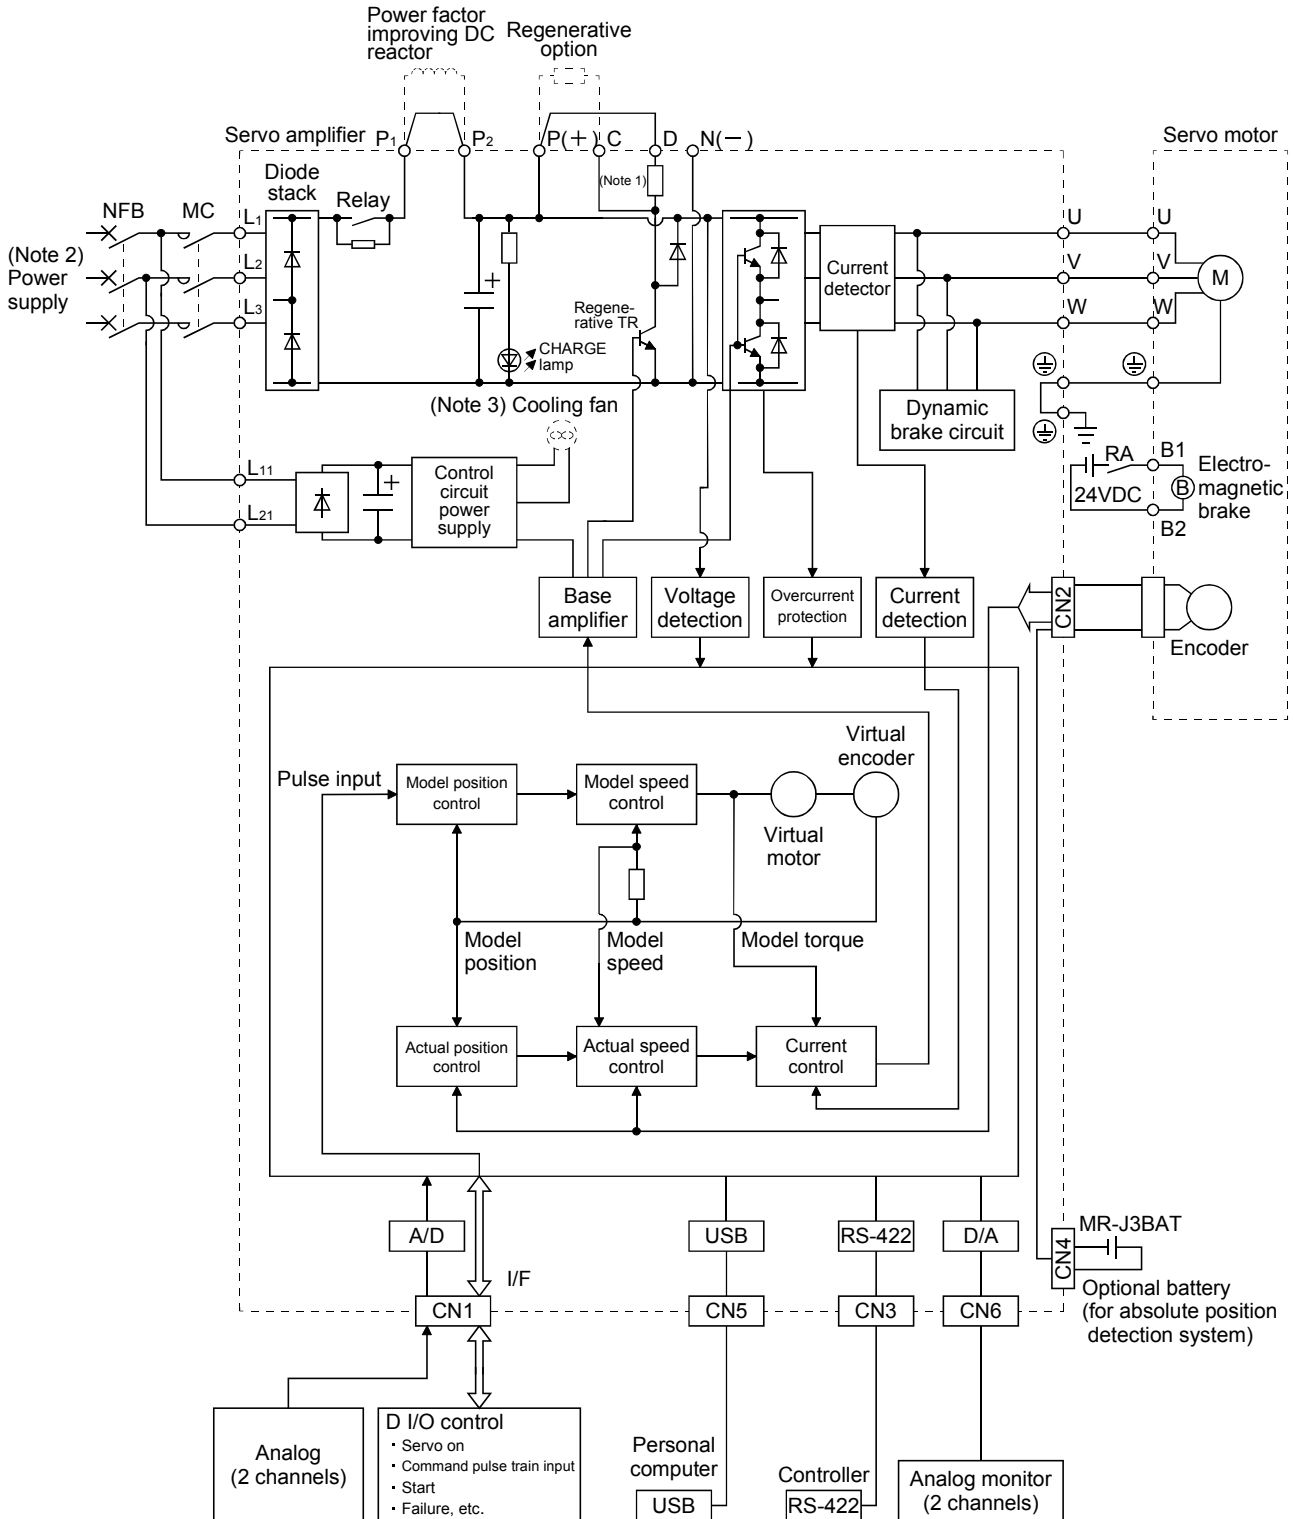 Power factor
improving DC
reactor
Regenerative
option
Servo amplifier
P1
P2
P(+)
C
D
N(−)
Servo motor
Diode
stack
Relay
(Note 1)
NFB
MC
L1
L2
L3
(Note 2)
Power
supply
U
V
W
U
V
W
M
Current
detector
Regene-
rative TR
CHARGE
lamp
+
(Note 3) Cooling fan
Dynamic
brake circuit
RA
24VDC
B1
B
B2
Electro-
magnetic
brake
L11
L21
+
Control
circuit
power
supply
Base
amplifier
Voltage
detection
Overcurrent
protection
Current
detection
CN2
Encoder
Pulse input
Model position
control
Model speed
control
Virtual
encoder
Virtual
motor
Model
position
Model
speed
Model torque
Actual position
control
Actual speed
control
Current
control
A/D
I/F
USB
RS-422
D/A
CN4
MR-J3BAT
Optional battery
(for absolute position
detection system)
CN1
CN5
CN3
CN6
Analog
(2 channels)
D I/O control
・Servo on
・Command pulse train input
・Start
・Failure, etc.
Personal
computer
USB
Controller
RS-422
Analog monitor
(2 channels)